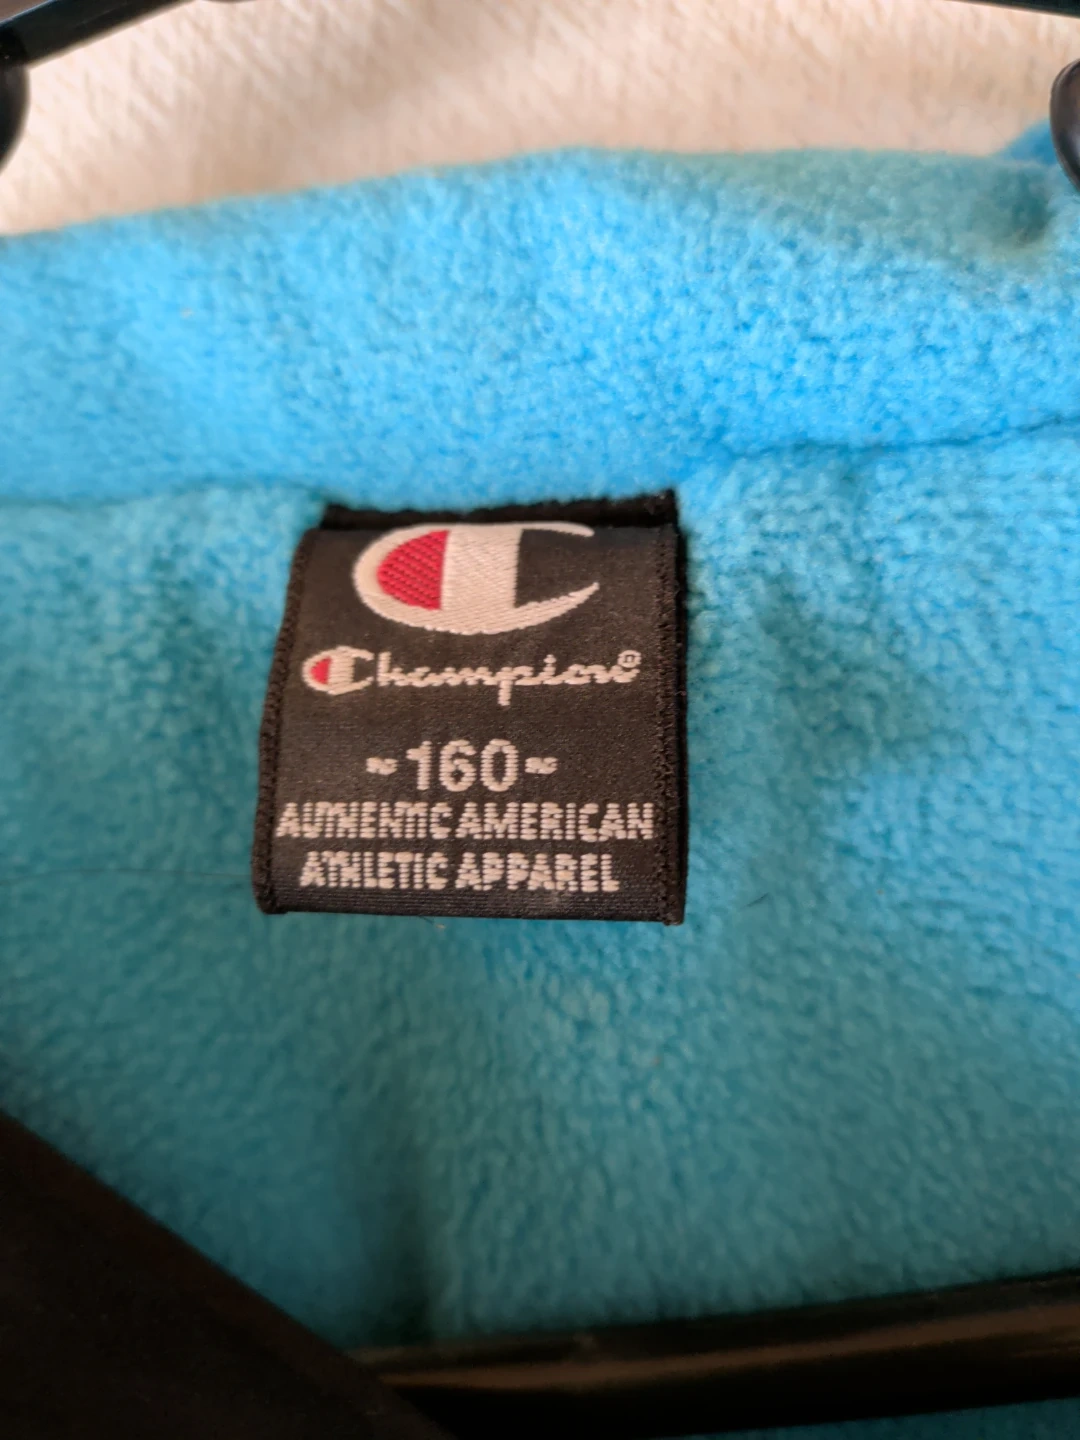 Champion®
~160~
AUTHENTIC AMERICAN
ATHLETIC APPAREL